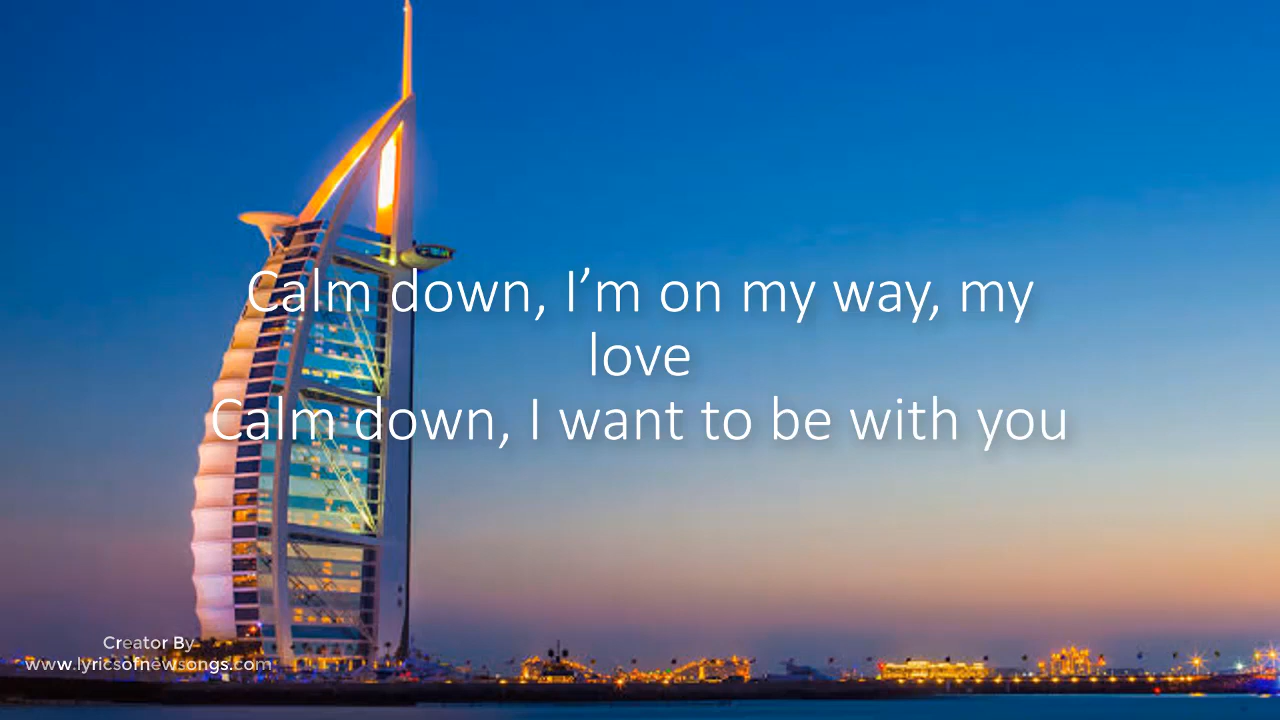 Calm down, I’m on my way, my
love
Calm down, I want to be with you
Creator By
www.lyricsofnewsongs.com